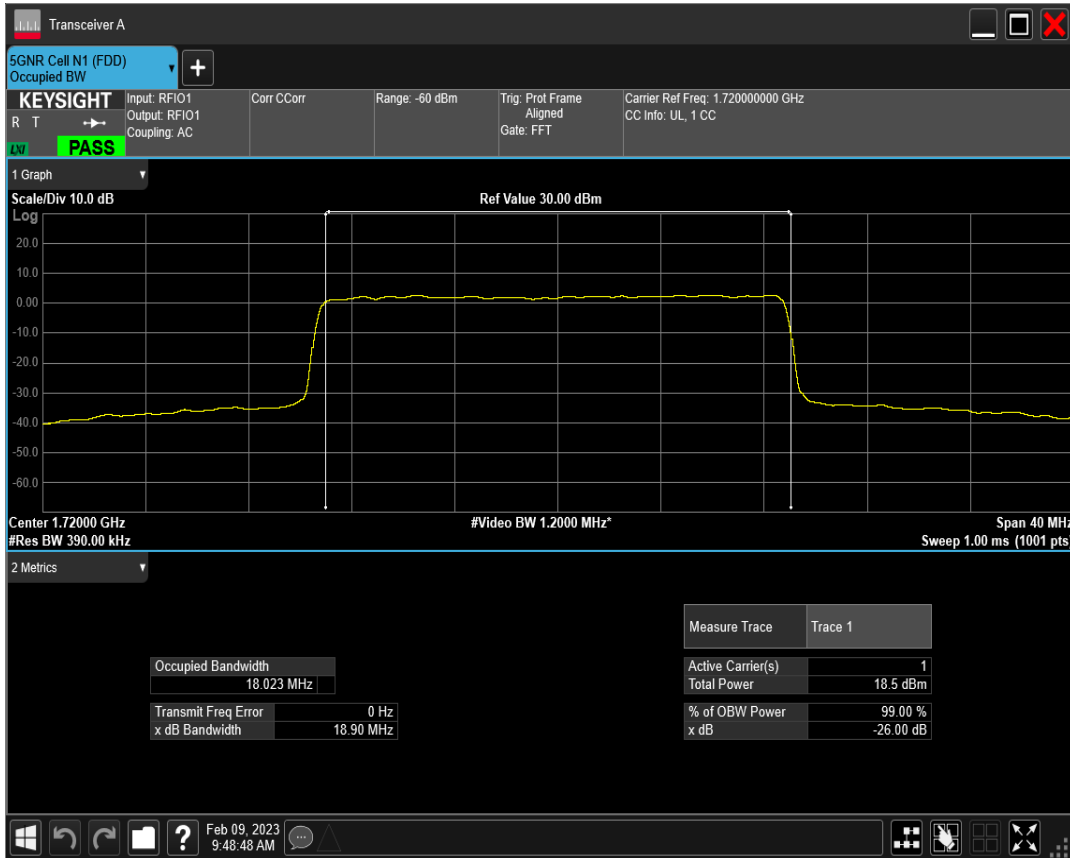 Transceiver A
5GNR Cell N1 (FDD)
Occupied BW
+
KEYSIGHT
R T
LXI
PASS
Input: RFIO1
Output: RFIO1
Coupling: AC
Corr CCorr
Range: -60 dBm
Trig: Prot Frame
Aligned
Gate: FFT
Carrier Ref Freq: 1.720000000 GHz
CC Info: UL, 1 CC
1 Graph
Scale/Div 10.0 dB
Ref Value 30.00 dBm
Log
20.0
10.0
0.00
-10.0
-20.0
-30.0
-40.0
-50.0
-60.0
Center 1.72000 GHz
#Video BW 1.2000 MHz*
Span 40 MHz
#Res BW 390.00 kHz
Sweep 1.00 ms (1001 pts)
2 Metrics
Measure Trace Trace 1
Occupied Bandwidth
18.023 MHz
Active Carrier(s) 1
Total Power 18.5 dBm
Transmit Freq Error 0 Hz
x dB Bandwidth 18.90 MHz
% of OBW Power 99.00 %
x dB -26.00 dB
?
Feb 09, 2023
9:48:48 AM